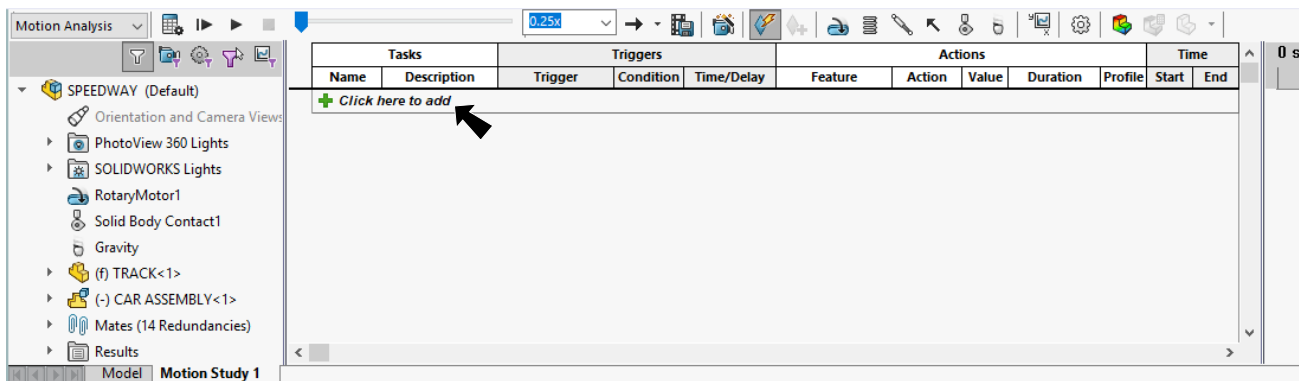 Motion Analysis 0.25x
Tasks Triggers Actions Time 0 s
Name Description Trigger Condition Time/Delay Feature Action Value Duration Profile Start End
Click here to add
SPEEDWAY (Default)
Orientation and Camera Views
PhotoView 360 Lights
SOLIDWORKS Lights
RotaryMotor1
Solid Body Contact1
Gravity
(f) TRACK<1>
(-) CAR ASSEMBLY<1>
Mates (14 Redundancies)
Results
Model Motion Study 1